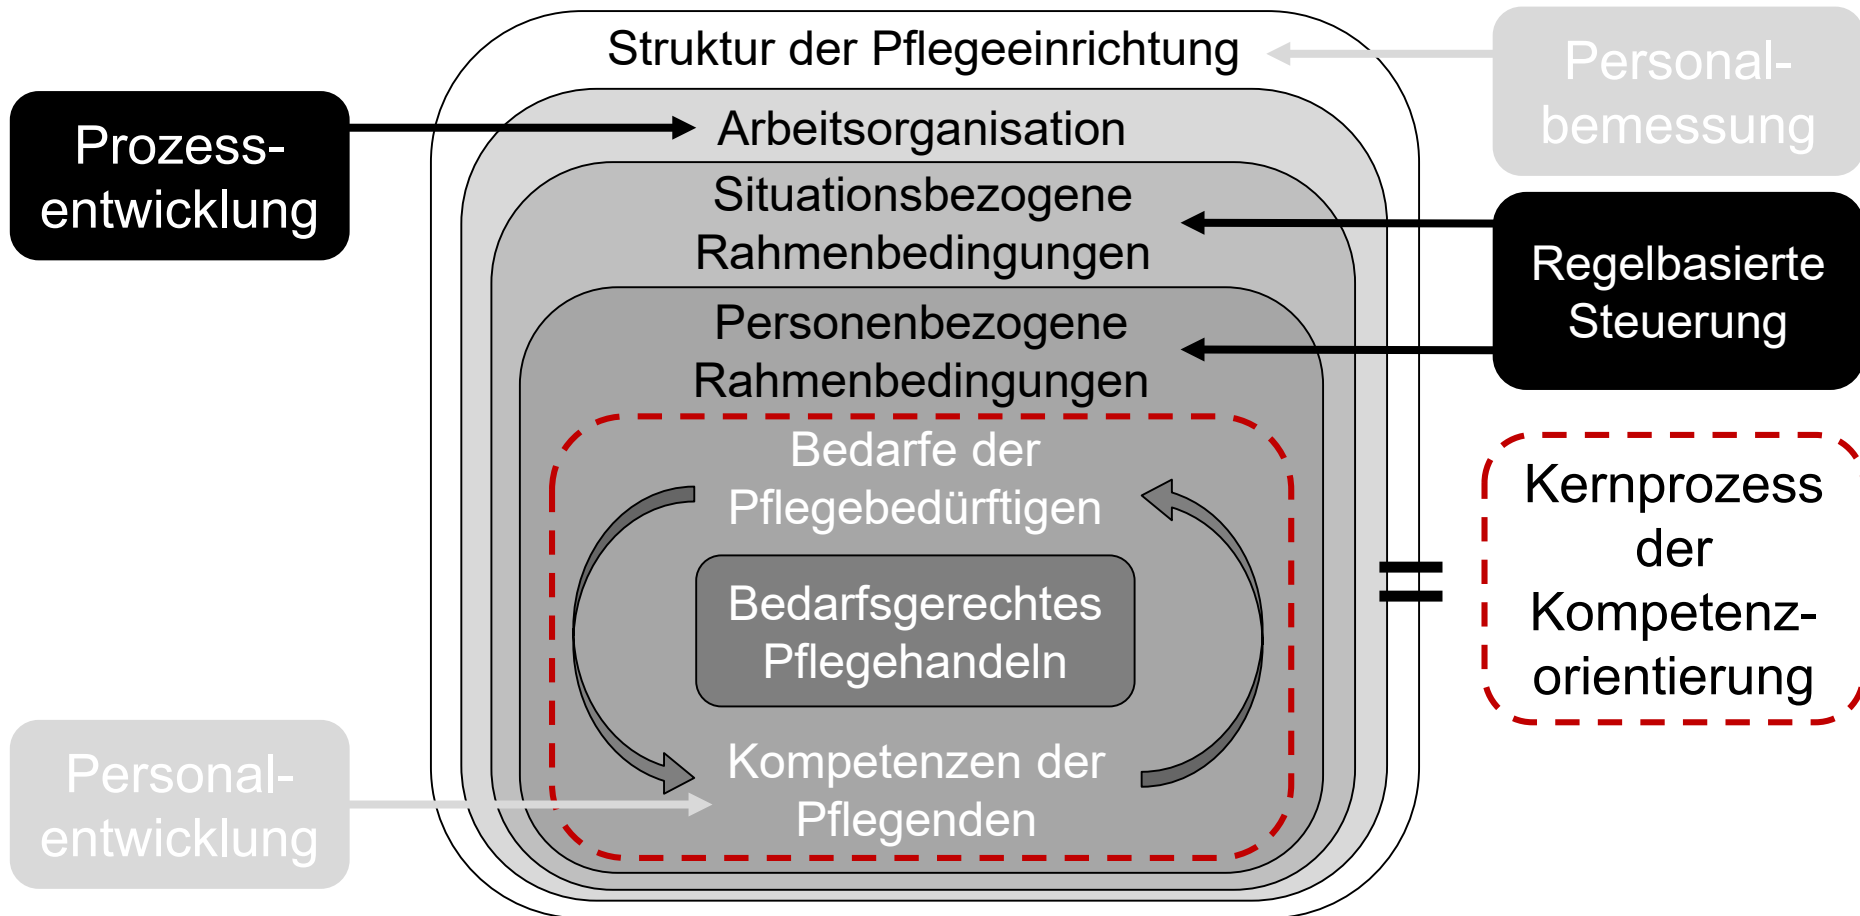 Struktur der Pflegeeinrichtung
Personal-
bemessung
Prozess-
entwicklung
Arbeitsorganisation
Situationsbezogene
Rahmenbedingungen
Regelbasierte
Steuerung
Personenbezogene
Rahmenbedingungen
Bedarfe der
Pflegebedürftigen
Bedarfsgerechtes
Pflegehandeln
Kompetenzen der
Pflegenden
=
Kernprozess
der
Kompetenz-
orientierung
Personal-
entwicklung